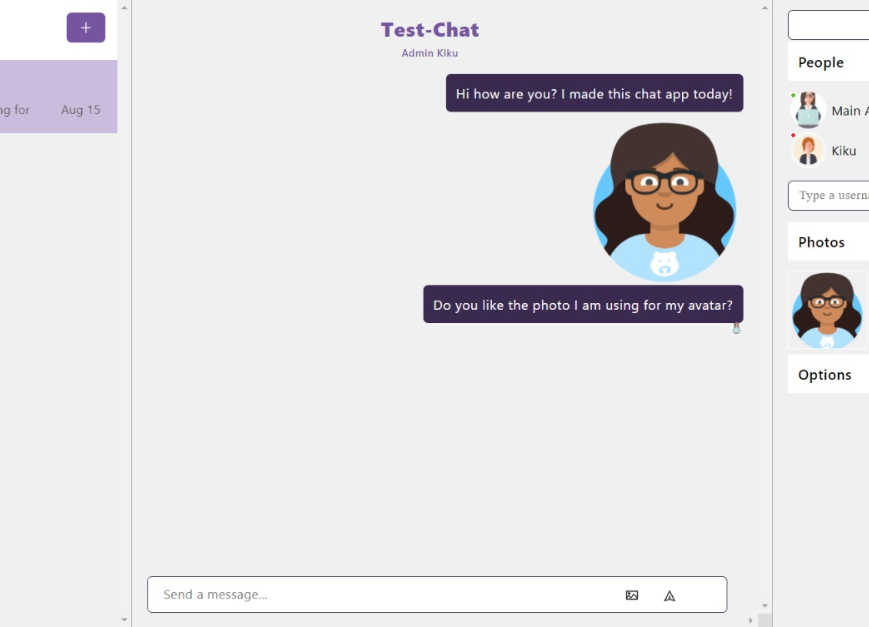 +
ng for
Aug 15
Test-Chat
Admin Kiku
Hi how are you? I made this chat app today!
Do you like the photo I am using for my avatar?
Send a message...
People
Main A
Kiku
Type a userna
Photos
Options